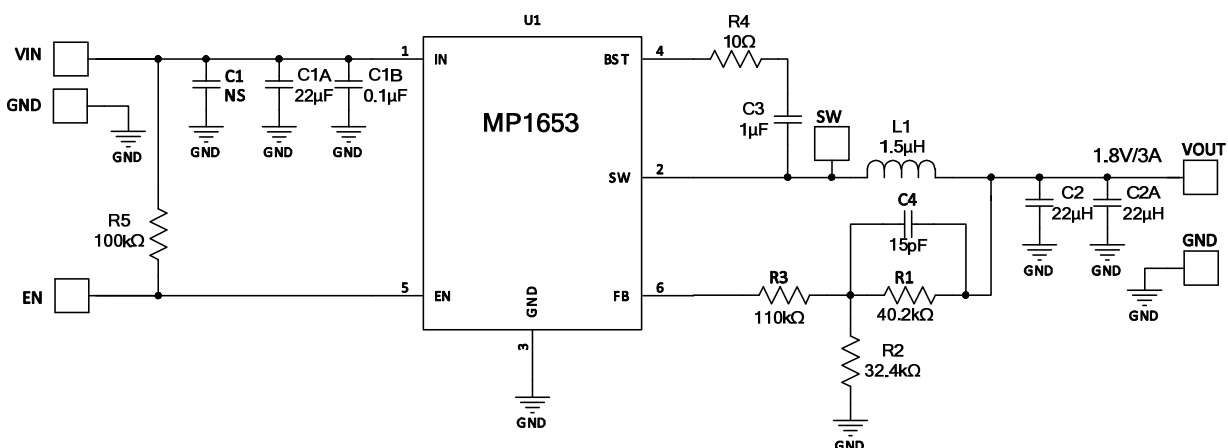 U1
MP1653
VIN
GND
GND
C1
NS
GND
C1A
22µF
GND
C1B
0.1µF
GND
1
IN
BST
4
R4
10Ω
C3
1µF
SW
SW
2
L1
1.5µH
1.8V/3A
VOUT
C2
22µH
GND
C2A
22µH
GND
GND
GND
R5
100kΩ
EN
5
EN
GND
3
GND
FB
6
R3
110kΩ
C4
15pF
R1
40.2kΩ
R2
32.4kΩ
GND